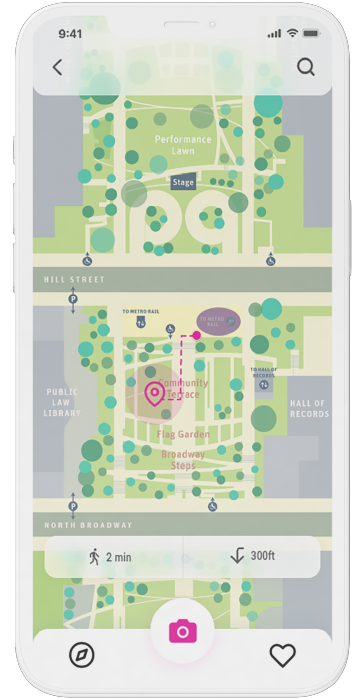 9:41
Performance
Lawn
Stage
HILL STREET
P
TO METRO RAIL
TO METRO
RAIL
TO HALL OF
RECORDS
Community
Terrace
PUBLIC
LAW
LIBRARY
HALL OF
RECORDS
Flag Garden
Broadway
Steps
P
NORTH BROADWAY
2 min
300ft